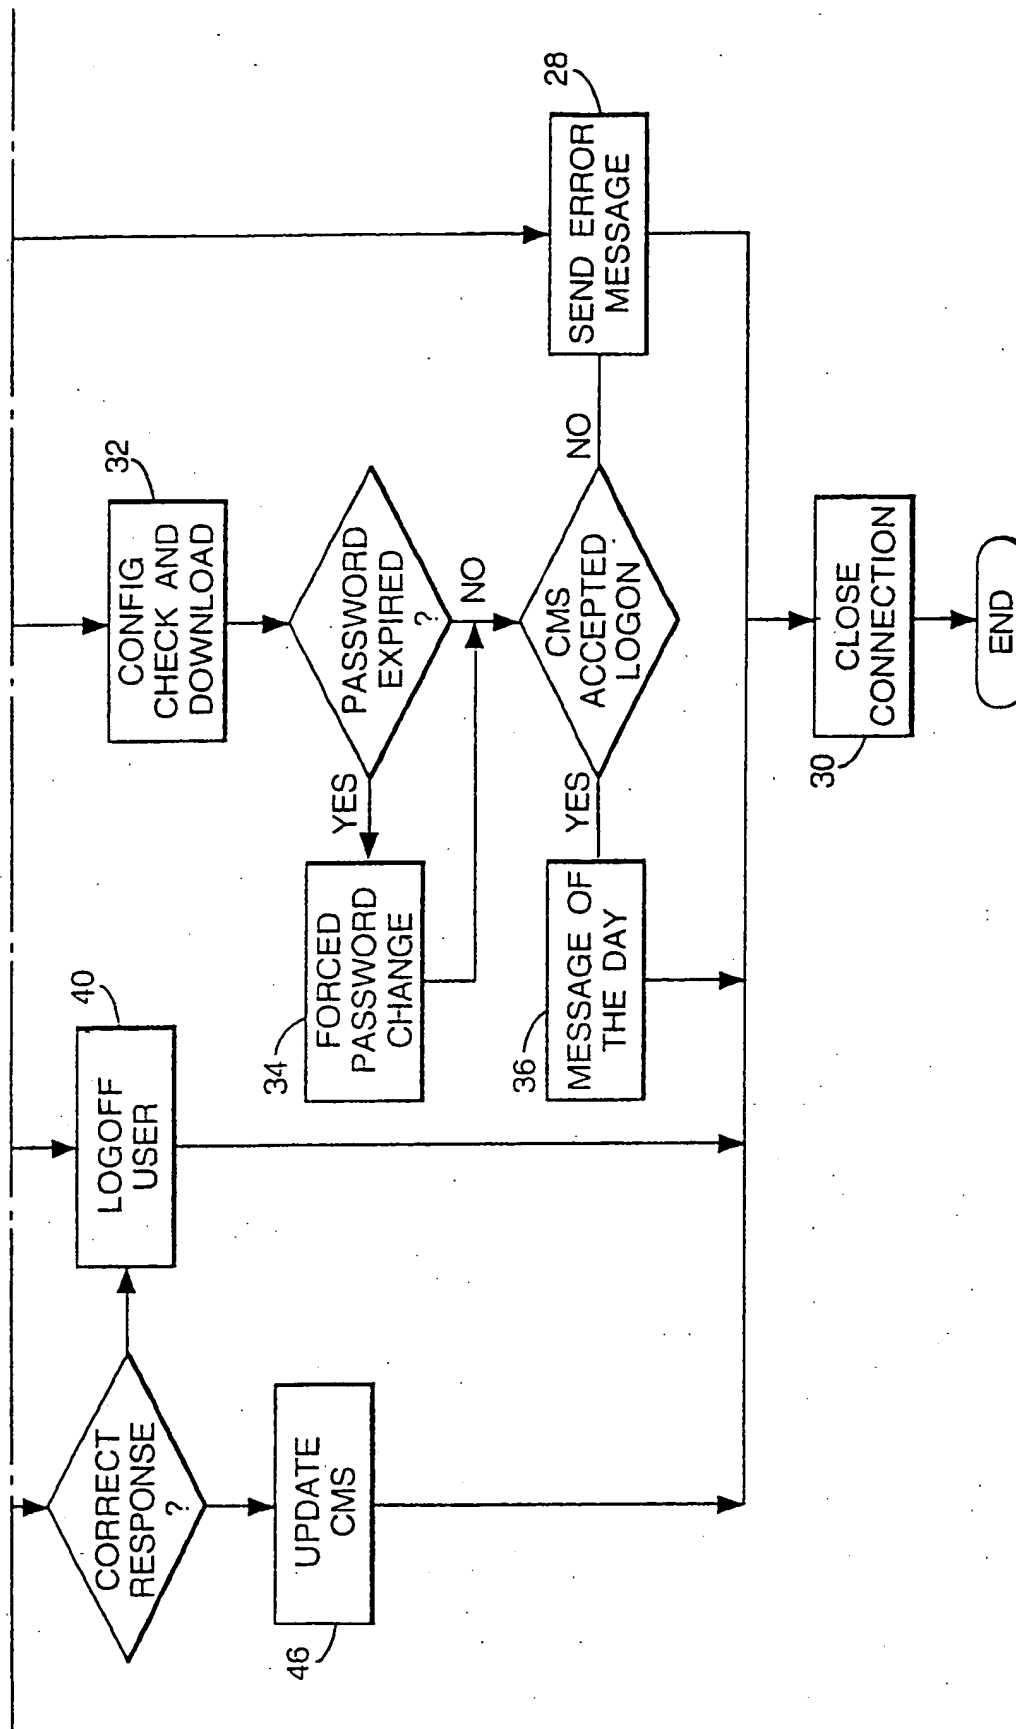 CORRECT
RESPONSE
?
40
LOGOFF
USER
46
UPDATE
CMS
32
CONFIG
CHECK AND
DOWNLOAD
PASSWORD
EXPIRED
?
YES
NO
34
FORCED
PASSWORD
CHANGE
CMS
ACCEPTED
LOGON
YES
NO
36
MESSAGE OF
THE DAY
28
SEND ERROR
MESSAGE
30
CLOSE
CONNECTION
END